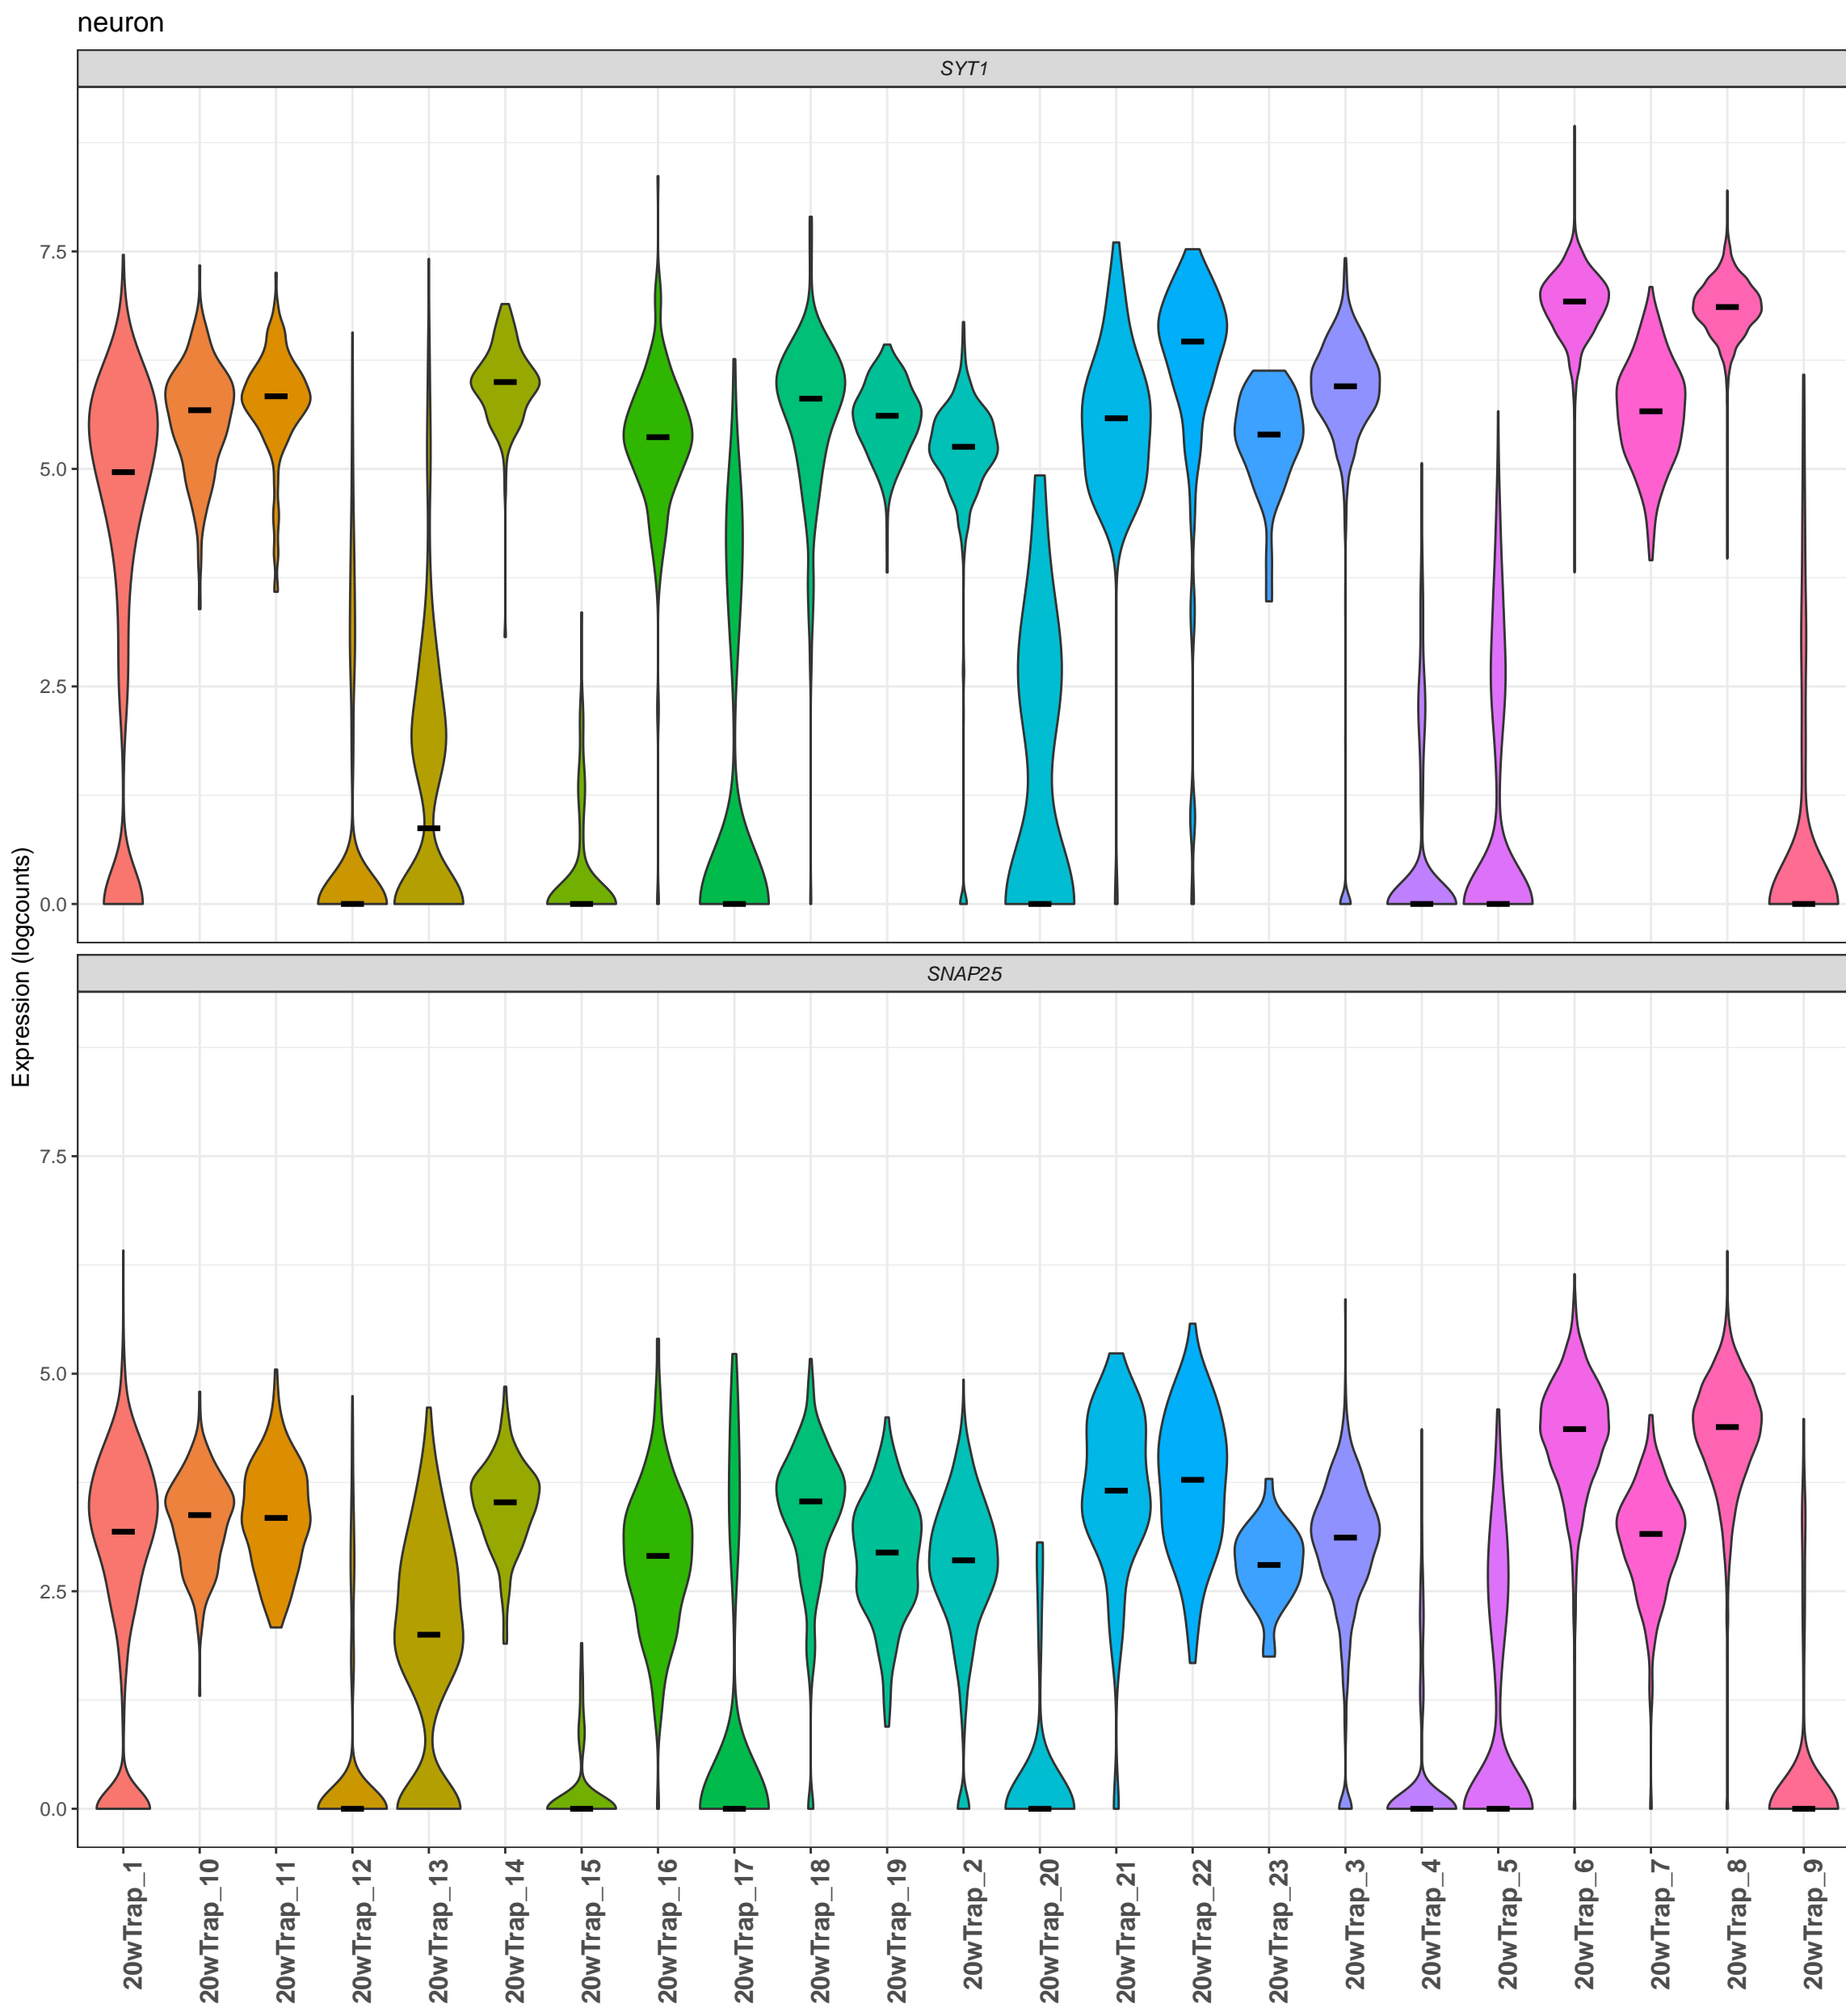 neuron
SYT1
7.5
5.0
2.5
0.0
Expression (logcounts)
SNAP25
7.5
5.0
2.5
0.0
20wTrap_1
20wTrap_10
20wTrap_11
20wTrap_12
20wTrap_13
20wTrap_14
20wTrap_15
20wTrap_16
20wTrap_17
20wTrap_18
20wTrap_19
20wTrap_2
20wTrap_20
20wTrap_21
20wTrap_22
20wTrap_23
20wTrap_3
20wTrap_4
20wTrap_5
20wTrap_6
20wTrap_7
20wTrap_8
20wTrap_9